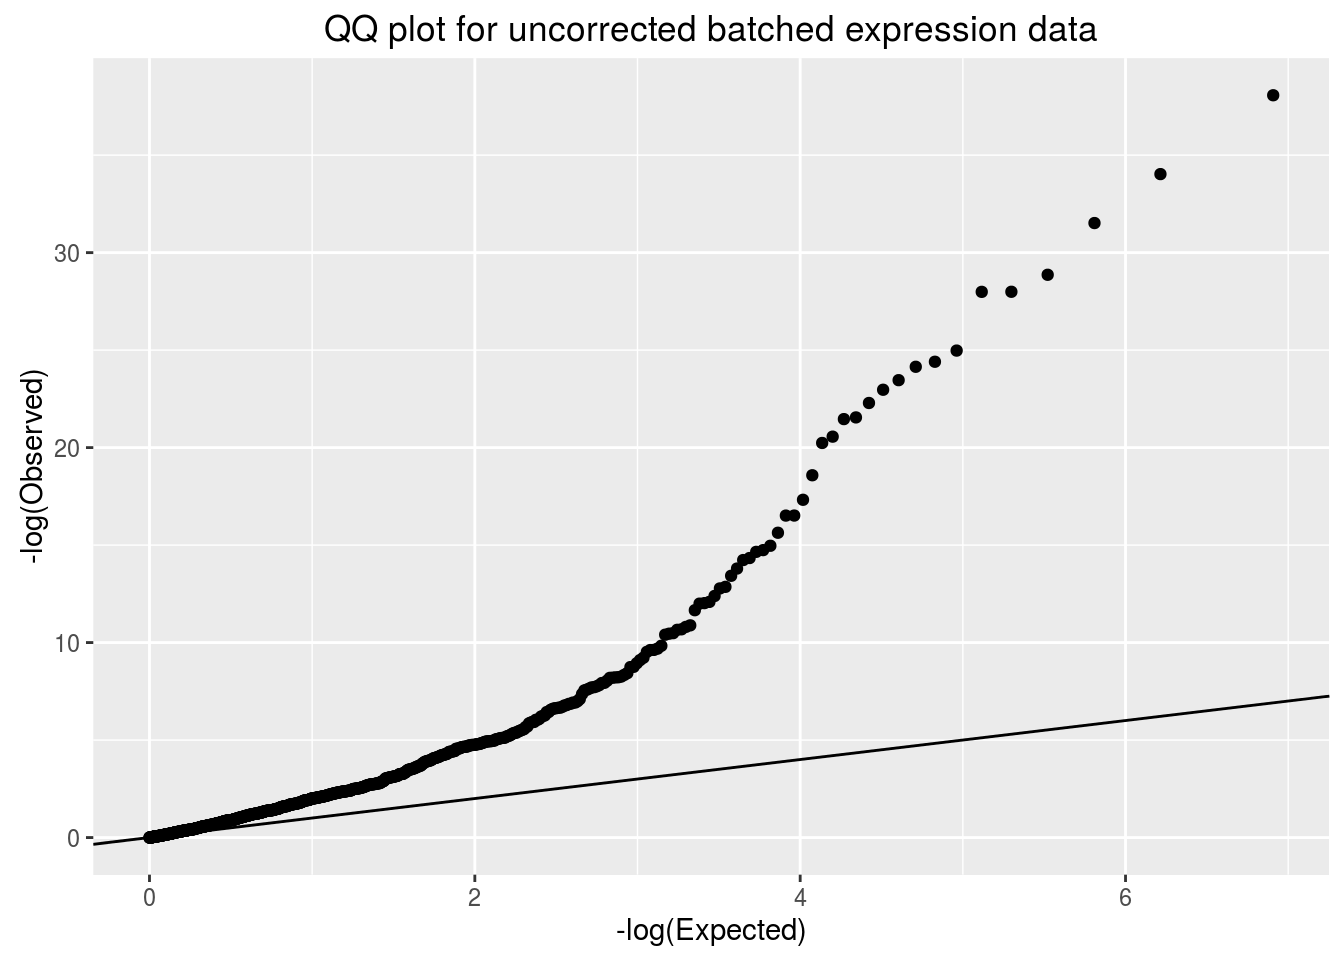 QQ plot for uncorrected batched expression data
-log(Observed)
30
20
10
0
0 2 4 6
-log(Expected)